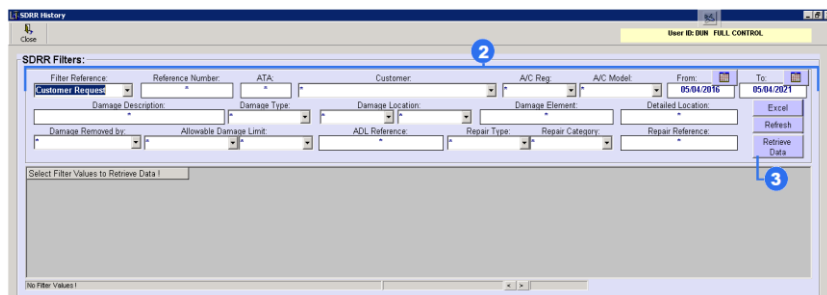 SDRR History
Close
User ID: DUN FULL CONTROL
2
SDRR Filters:
Filter Reference: Reference Number: ATA: Customer: A/C Reg: A/C Model: From: To:
Customer Request * * * * * 05/04/2016 05/04/2021
Damage Description: Damage Type: Damage Location: Damage Element: Detailed Location: Excel
* * * * * *
Refresh
Damage Removed by: Allowable Damage Limit: ADL Reference: Repair Type: Repair Category: Repair Reference:
* * * * * * * Retrieve Data
3
Select Filter Values to Retrieve Data !
No Filter Values !
< >